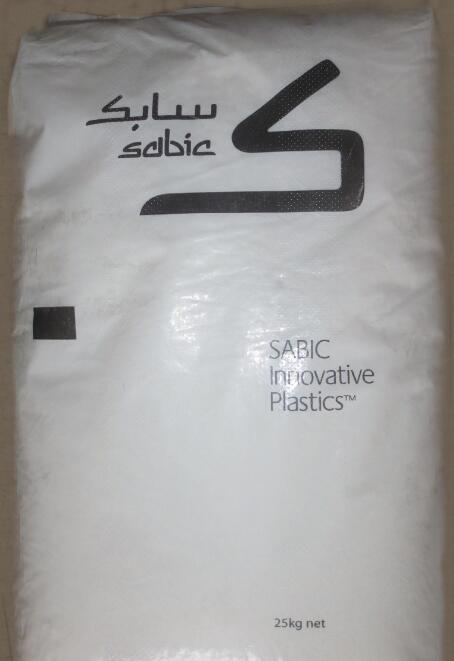 سابك
sabic
ك
SABIC
Innovative
Plastics™
25kg net